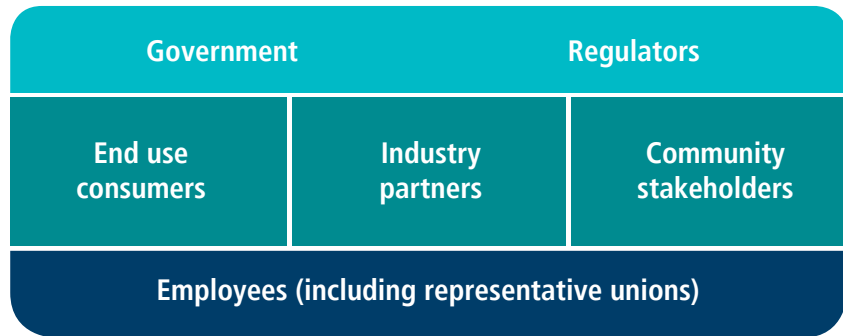 Government
Regulators
End use
consumers
Industry
partners
Community
stakeholders
Employees (including representative unions)